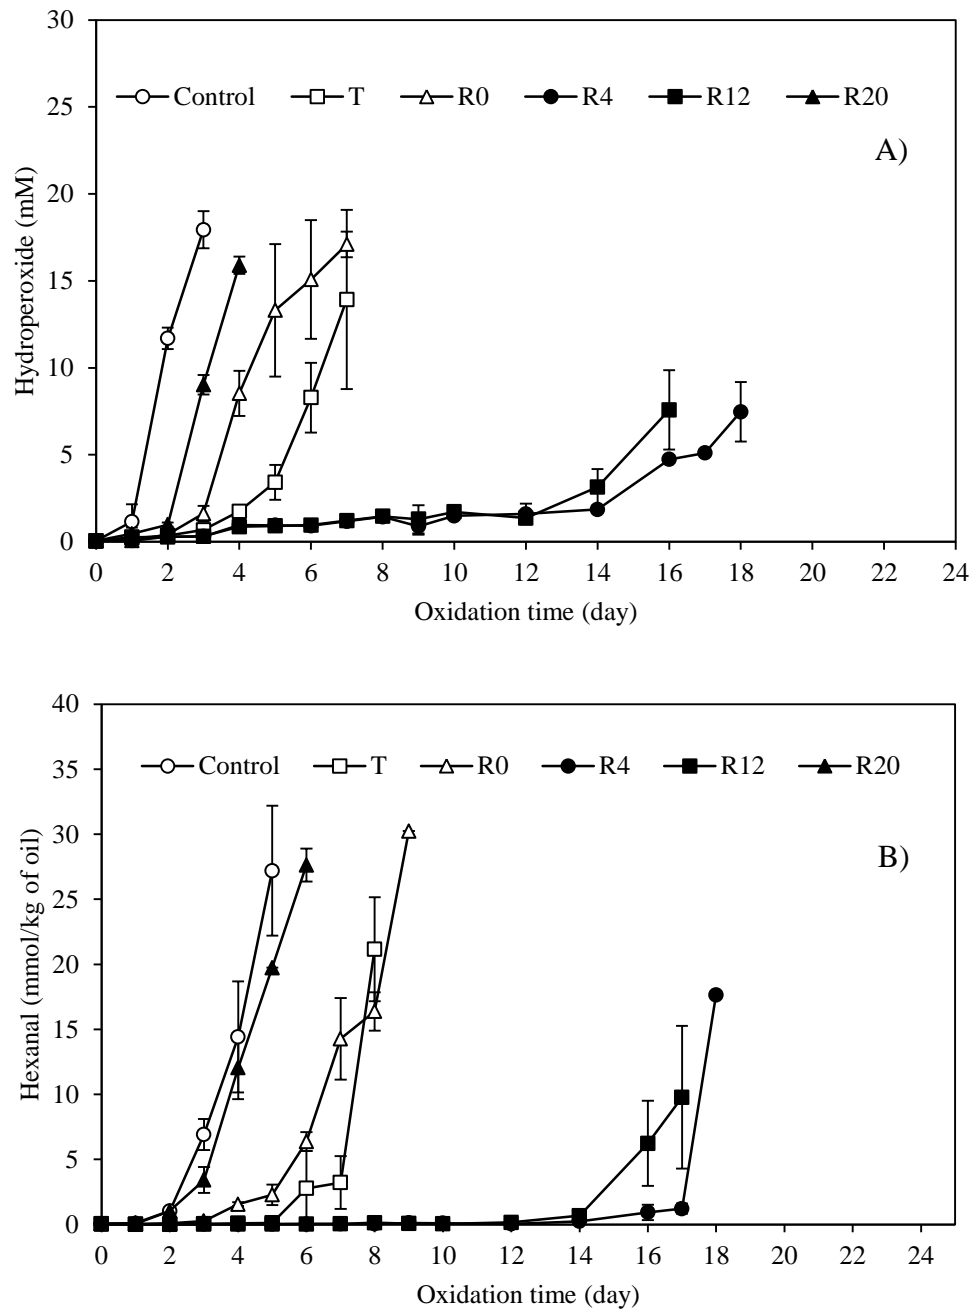 30
Control T R0 R4 R12 R20
25
A)
20
Hydroperoxide (mM)
15
10
5
0
0 2 4 6 8 10 12 14 16 18 20 22 24
Oxidation time (day)
40
Control T R0 R4 R12 R20
35
30
B)
25
Hexanal (mmol/kg of oil)
20
15
10
5
0
0 2 4 6 8 10 12 14 16 18 20 22 24
Oxidation time (day)